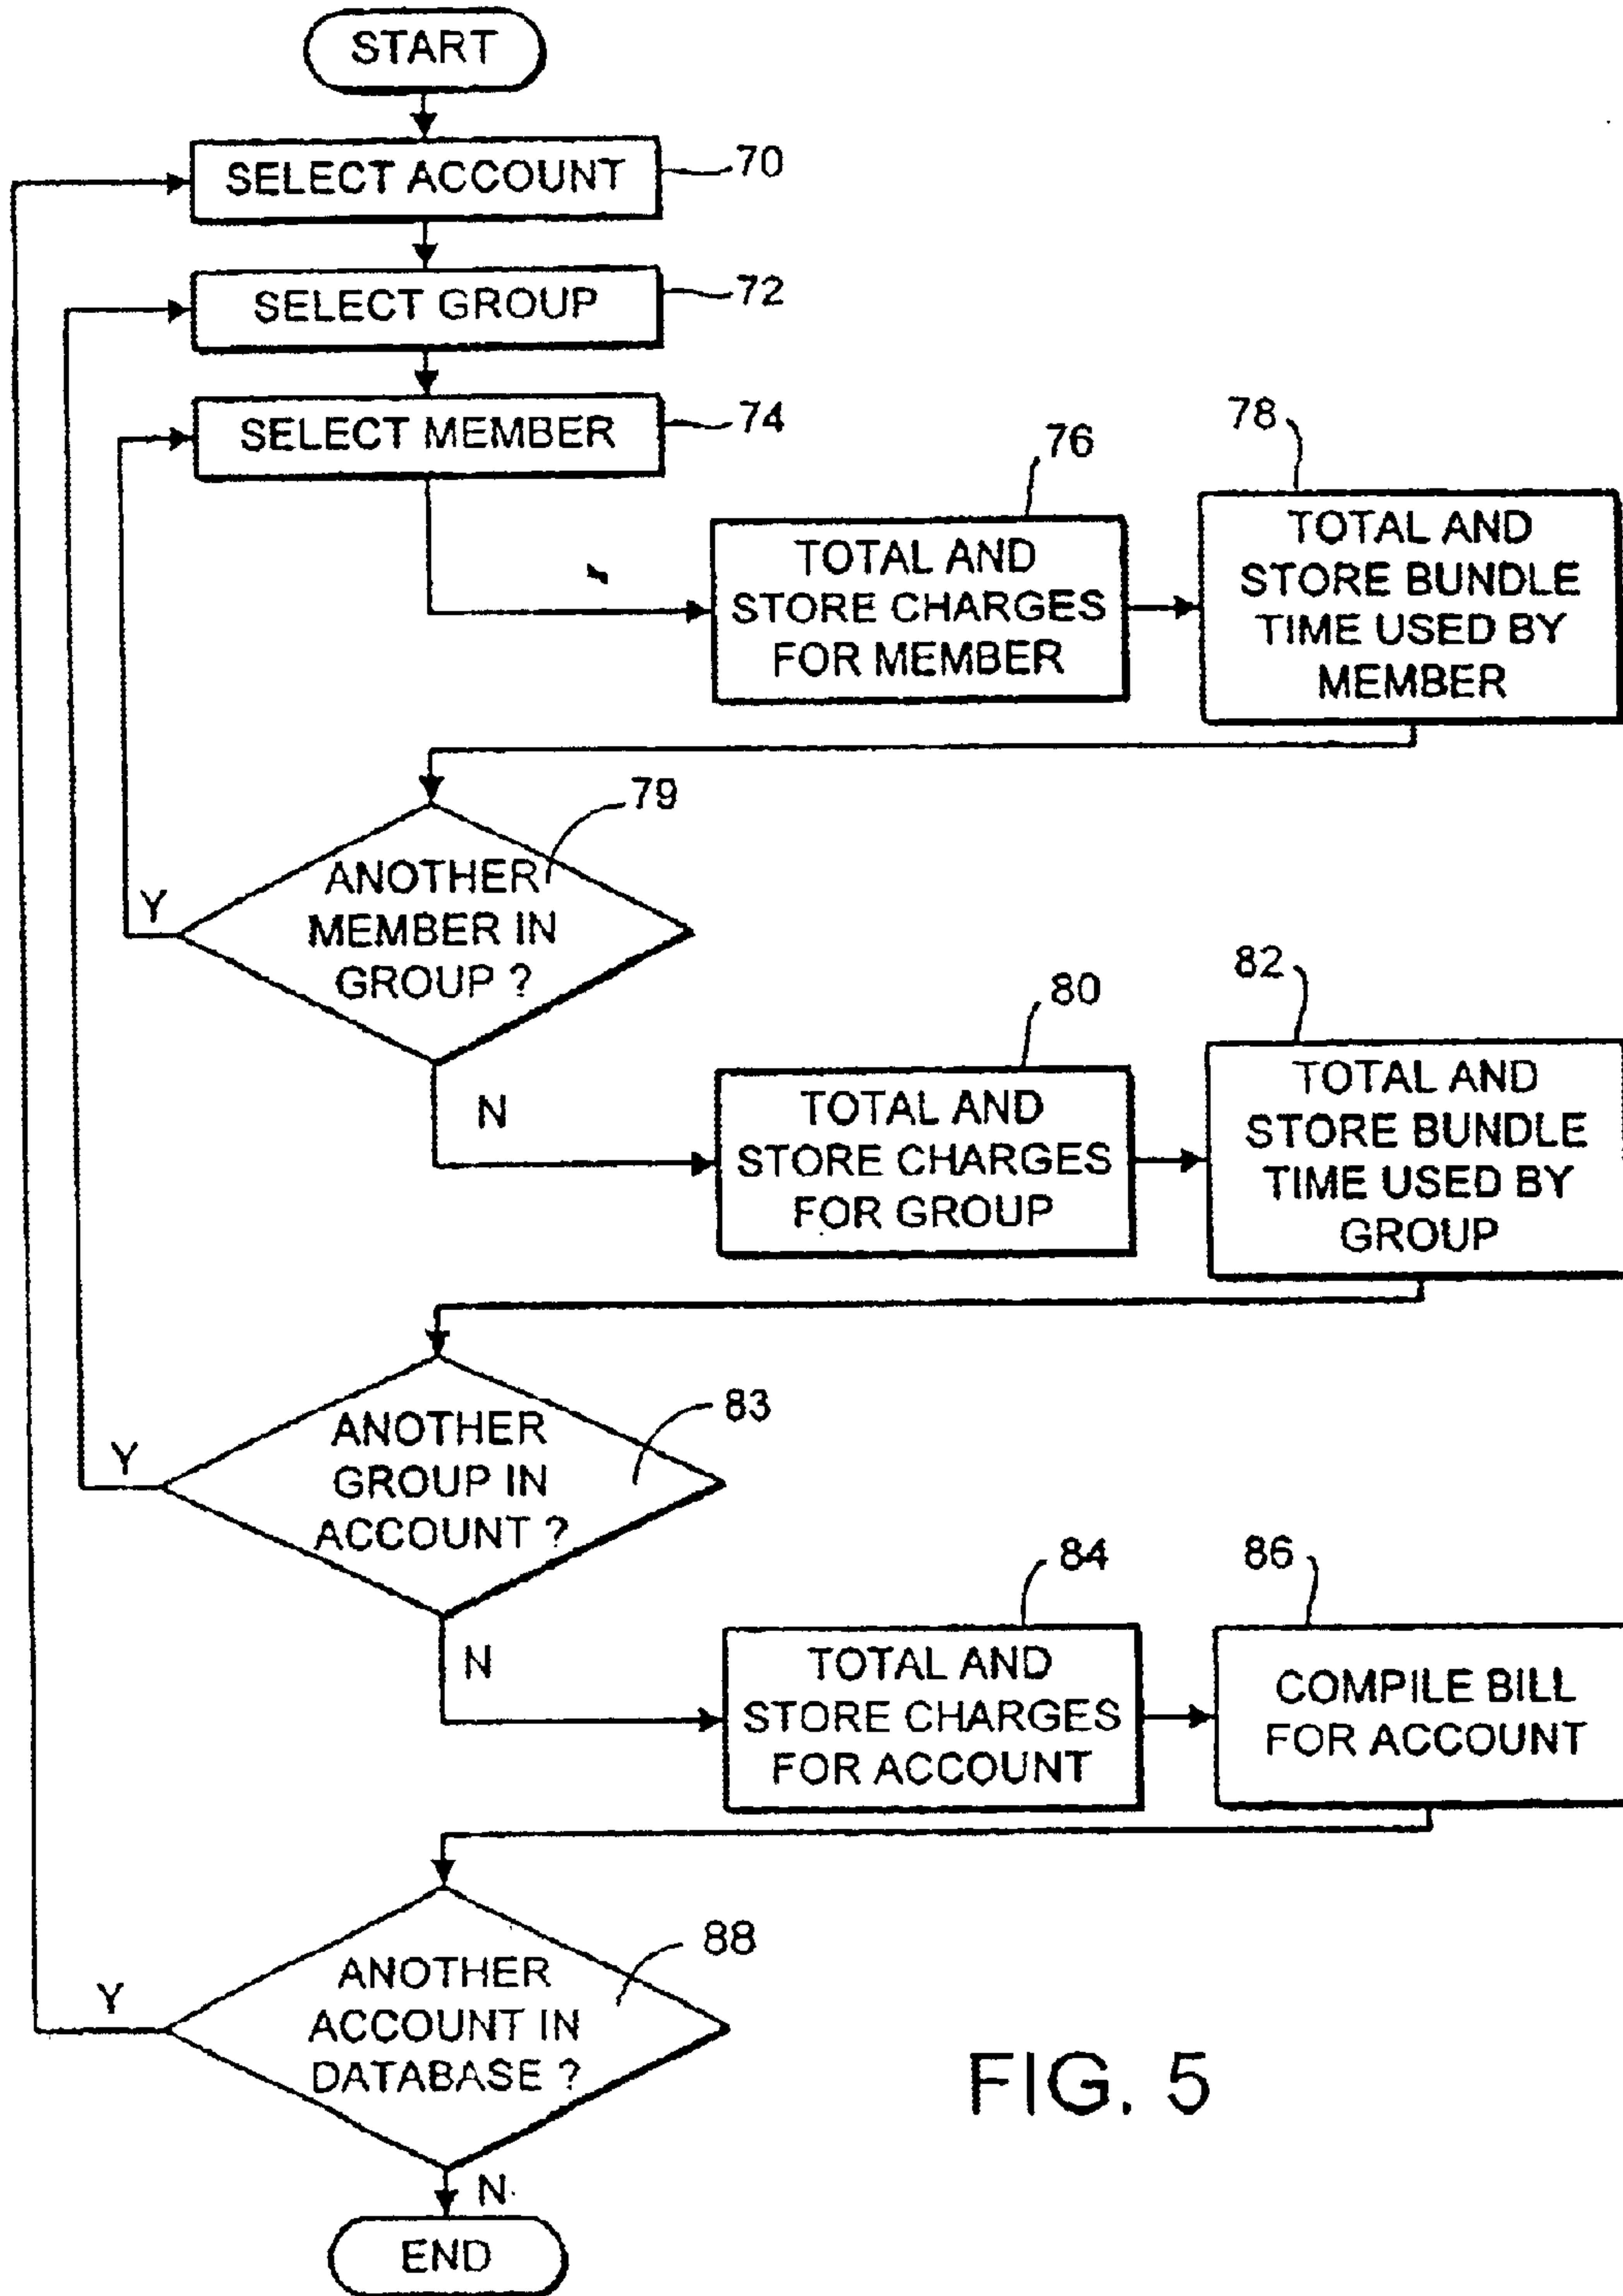 START
SELECT ACCOUNT
70
SELECT GROUP
72
SELECT MEMBER
74
76
TOTAL AND
STORE CHARGES
FOR MEMBER
78
TOTAL AND
STORE BUNDLE
TIME USED BY
MEMBER
79
ANOTHER
MEMBER IN
GROUP ?
Y
N
80
TOTAL AND
STORE CHARGES
FOR GROUP
82
TOTAL AND
STORE BUNDLE
TIME USED BY
GROUP
83
ANOTHER
GROUP IN
ACCOUNT ?
Y
N
84
TOTAL AND
STORE CHARGES
FOR ACCOUNT
86
COMPILE BILL
FOR ACCOUNT
88
ANOTHER
ACCOUNT IN
DATABASE ?
Y
N
END
FIG. 5